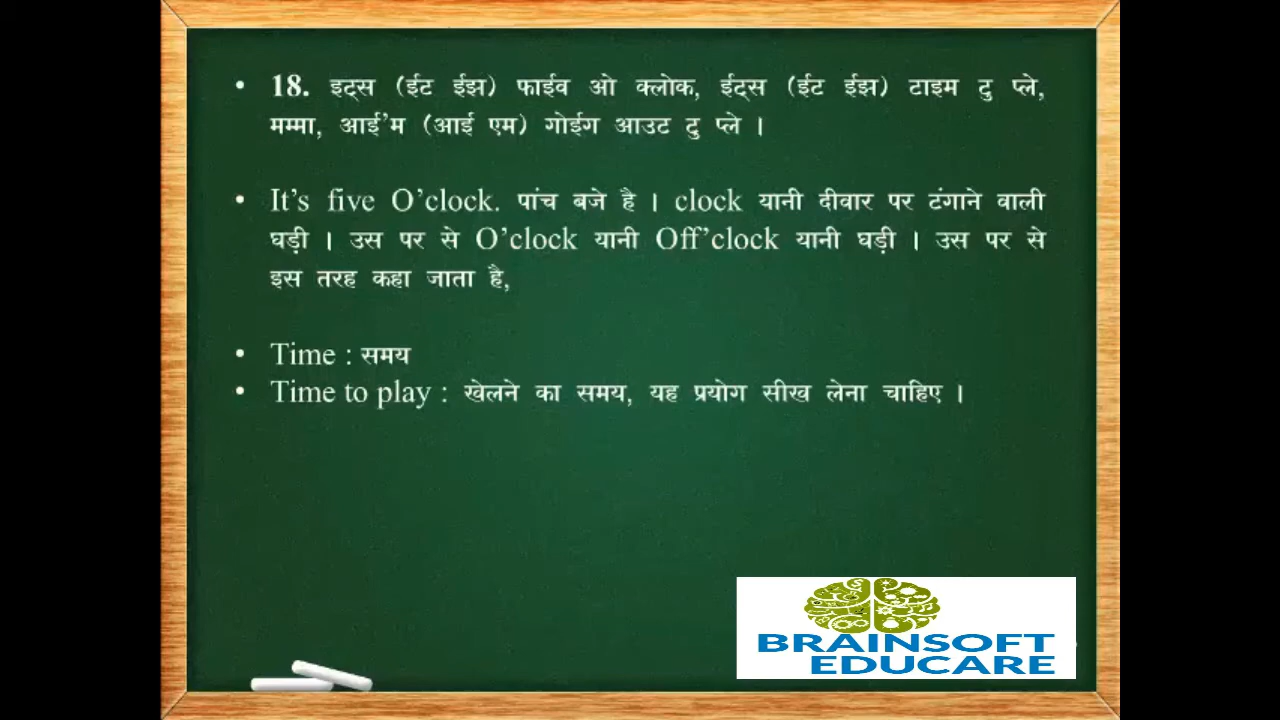 • 18. इट्स (ईट ईझ) फाईव ओ क्लोक, ईट्स (ईट ईझ) टाइम टु प्ले,
मम्मा, आई’म (आई एम) गोईग आउट टु प्ले ।
• It’s five O’clock. पांच बजे है । clock यानी दीवार पर टंगाने वाली
घड़ी । उस पर से O’clock यानी Off’clock यानी घड़ी । उस पर से
इस तरह कहा जाता है,
• Time : समय
• Time to play : खेलने का समय, यह प्रयोग सीख लेना चाहिए ।
BRAINSOFT
EDUCARE